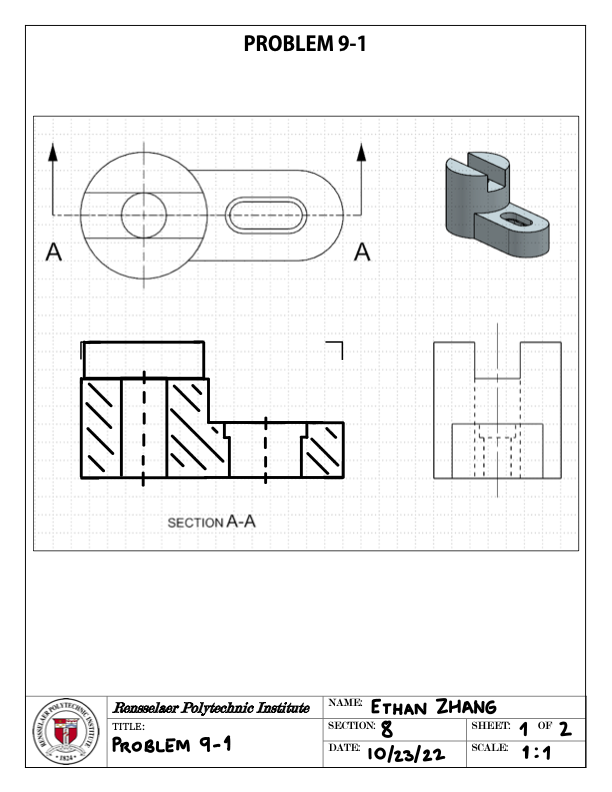 PROBLEM 9-1
A A
SECTION A-A
RENSSELAER POLYTECHNIC INSTITUTE
1824
Rensselaer Polytechnic Institute
TITLE:
PROBLEM 9-1
NAME: ETHAN ZHANG
SECTION: 8 SHEET: 1 OF 2
DATE: 10/23/22 SCALE: 1:1